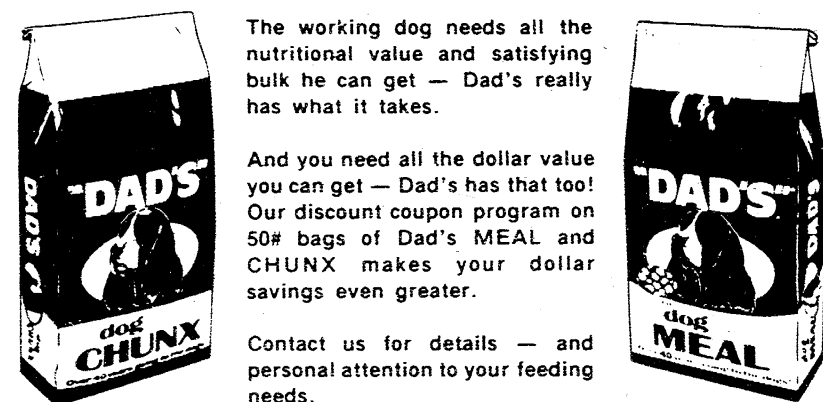 The working dog needs all the
nutritional value and satisfying
bulk he can get — Dad's really
has what it takes.
And you need all the dollar value
you can get — Dad's has that too!
Our discount coupon program on
50# bags of Dad's MEAL and
CHUNX makes your dollar
savings even greater.
Contact us for details — and
personal attention to your feeding
needs.
"DAD'S"
dog
CHUNX
DAD'S
"DAD'S"
dog
MEAL
DAD'S